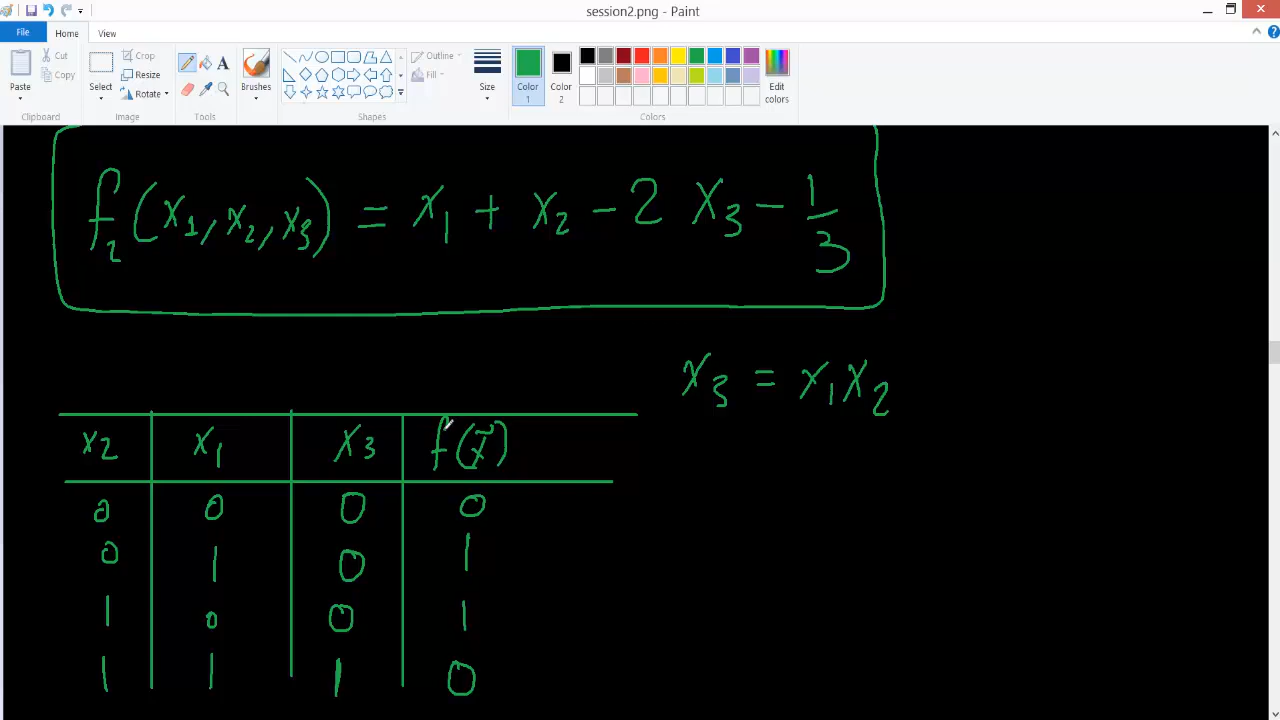 session2.png - Paint
File Home View
Paste Cut Copy Select Crop Resize Rotate A Brushes Outline Fill Size Color 1 Color 2 Edit colors
Clipboard Image Tools Shapes Colors
f₂(x₁, x₂, x₃) = x₁ + x₂ - 2 x₃ - 1/3
x₃ = x₁x₂
x₂ x₁ x₃ f(x̃)
0 0 0 0
0 1 0 1
1 0 0 1
1 1 1 0